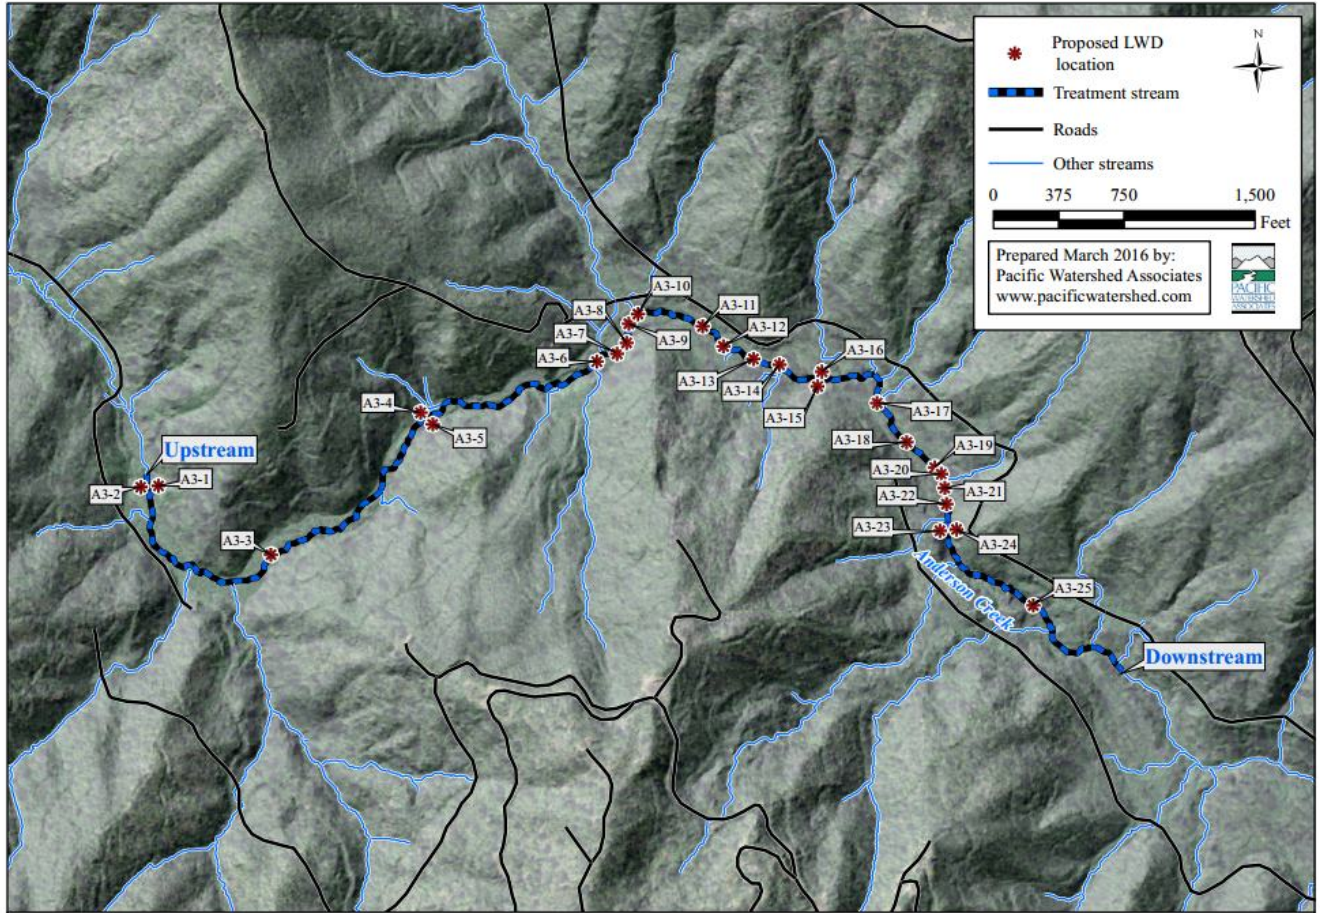 N
Proposed LWD
location
Treatment stream
Roads
Other streams
0 375 750 1,500
Feet
Prepared March 2016 by:
Pacific Watershed Associates
www.pacificwatershed.com
PACIFIC
WATERSHED
ASSOCIATES
A3-10
A3-8
A3-11
A3-7
A3-9
A3-12
A3-6
A3-16
A3-13
A3-14
A3-15
A3-4
A3-5
A3-17
A3-18
A3-19
Upstream
A3-20
A3-2
A3-1
A3-21
A3-22
A3-23
A3-24
A3-3
Anderson Creek
A3-25
Downstream